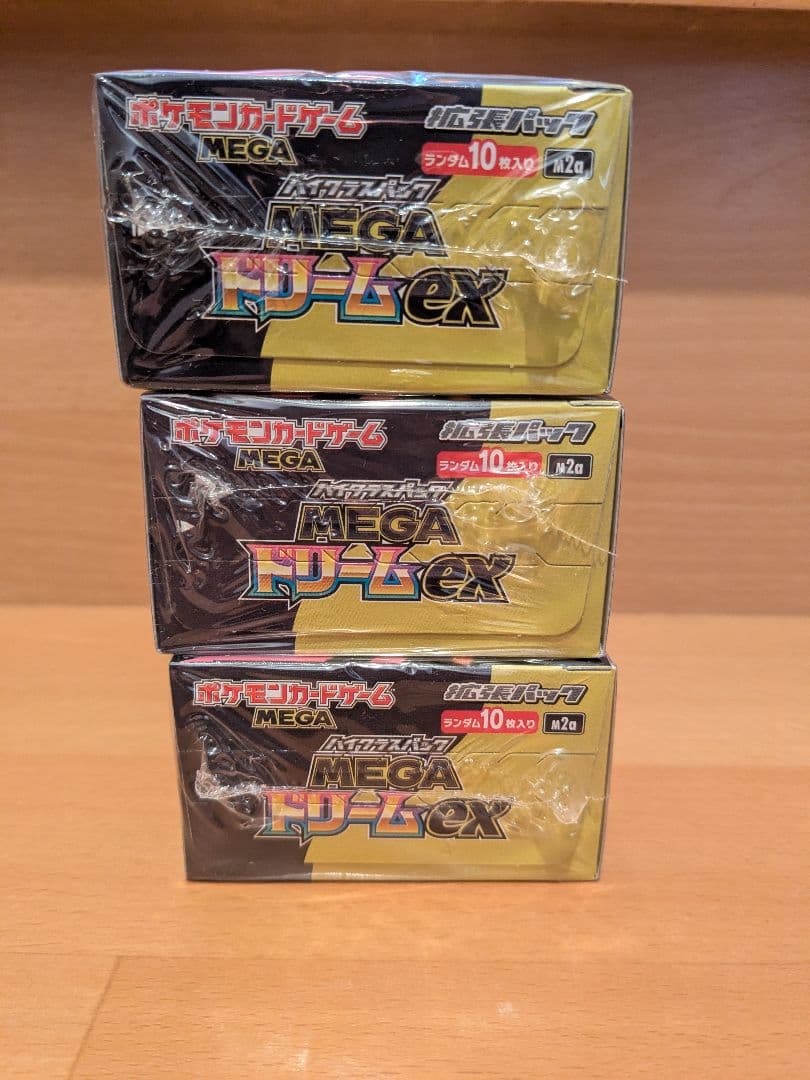 ポケモンカードゲーム
MEGA
拡張パック
ランダム10枚入り M2a
ハイクラスパック
MEGA
ドリームex
ポケモンカードゲーム
MEGA
拡張パック
ランダム10枚入り M2a
ハイクラスパック
MEGA
ドリームex
ポケモンカードゲーム
MEGA
拡張パック
ランダム10枚入り M2a
ハイクラスパック
MEGA
ドリームex